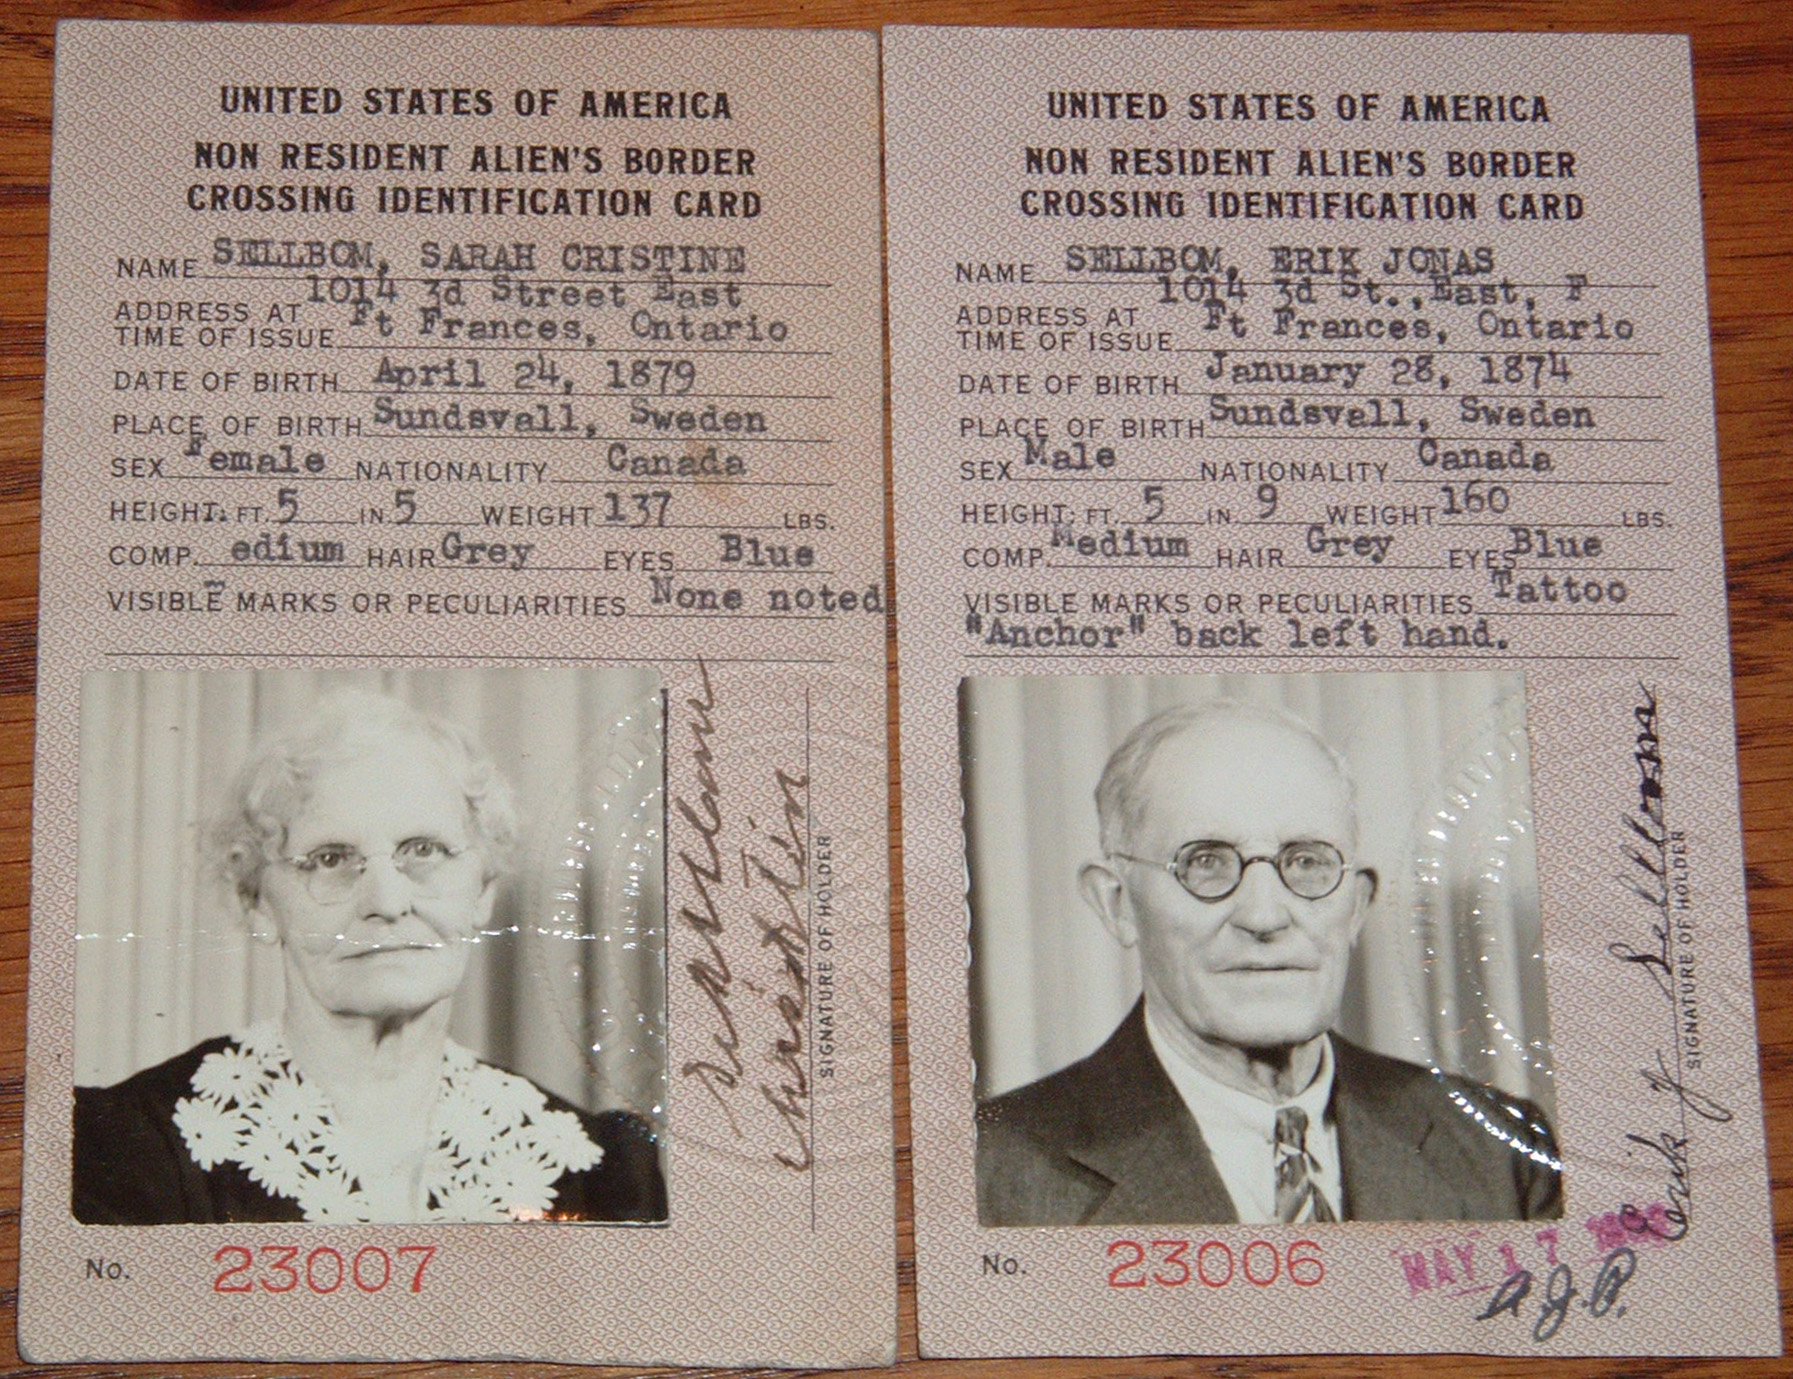 UNITED STATES OF AMERICA
NON RESIDENT ALIEN'S BORDER
CROSSING IDENTIFICATION CARD
NAME SELLBOM, SARAH CRISTINE
1014 3d Street East
ADDRESS AT
TIME OF ISSUE Ft Frances, Ontario
DATE OF BIRTH April 24, 1879
PLACE OF BIRTH Sundsvall, Sweden
SEX Female NATIONALITY Canada
HEIGHT: FT. 5 IN. 5 WEIGHT 137 LBS.
COMP. edium HAIR Grey EYES Blue
VISIBLE MARKS OR PECULIARITIES None noted
SIGNATURE OF HOLDER
No. 23007
UNITED STATES OF AMERICA
NON RESIDENT ALIEN'S BORDER
CROSSING IDENTIFICATION CARD
NAME SELLBOM, ERIK JONAS
1014 3d St., East, F
ADDRESS AT
TIME OF ISSUE Ft Frances, Ontario
DATE OF BIRTH January 28, 1874
PLACE OF BIRTH Sundsvall, Sweden
SEX Male NATIONALITY Canada
HEIGHT: FT. 5 IN. 9 WEIGHT 160 LBS.
COMP. Medium HAIR Grey EYES Blue
VISIBLE MARKS OR PECULIARITIES Tattoo
"Anchor" back left hand.
Erik J Sellbom
SIGNATURE OF HOLDER
No. 23006
MAY 17
A.J.P.